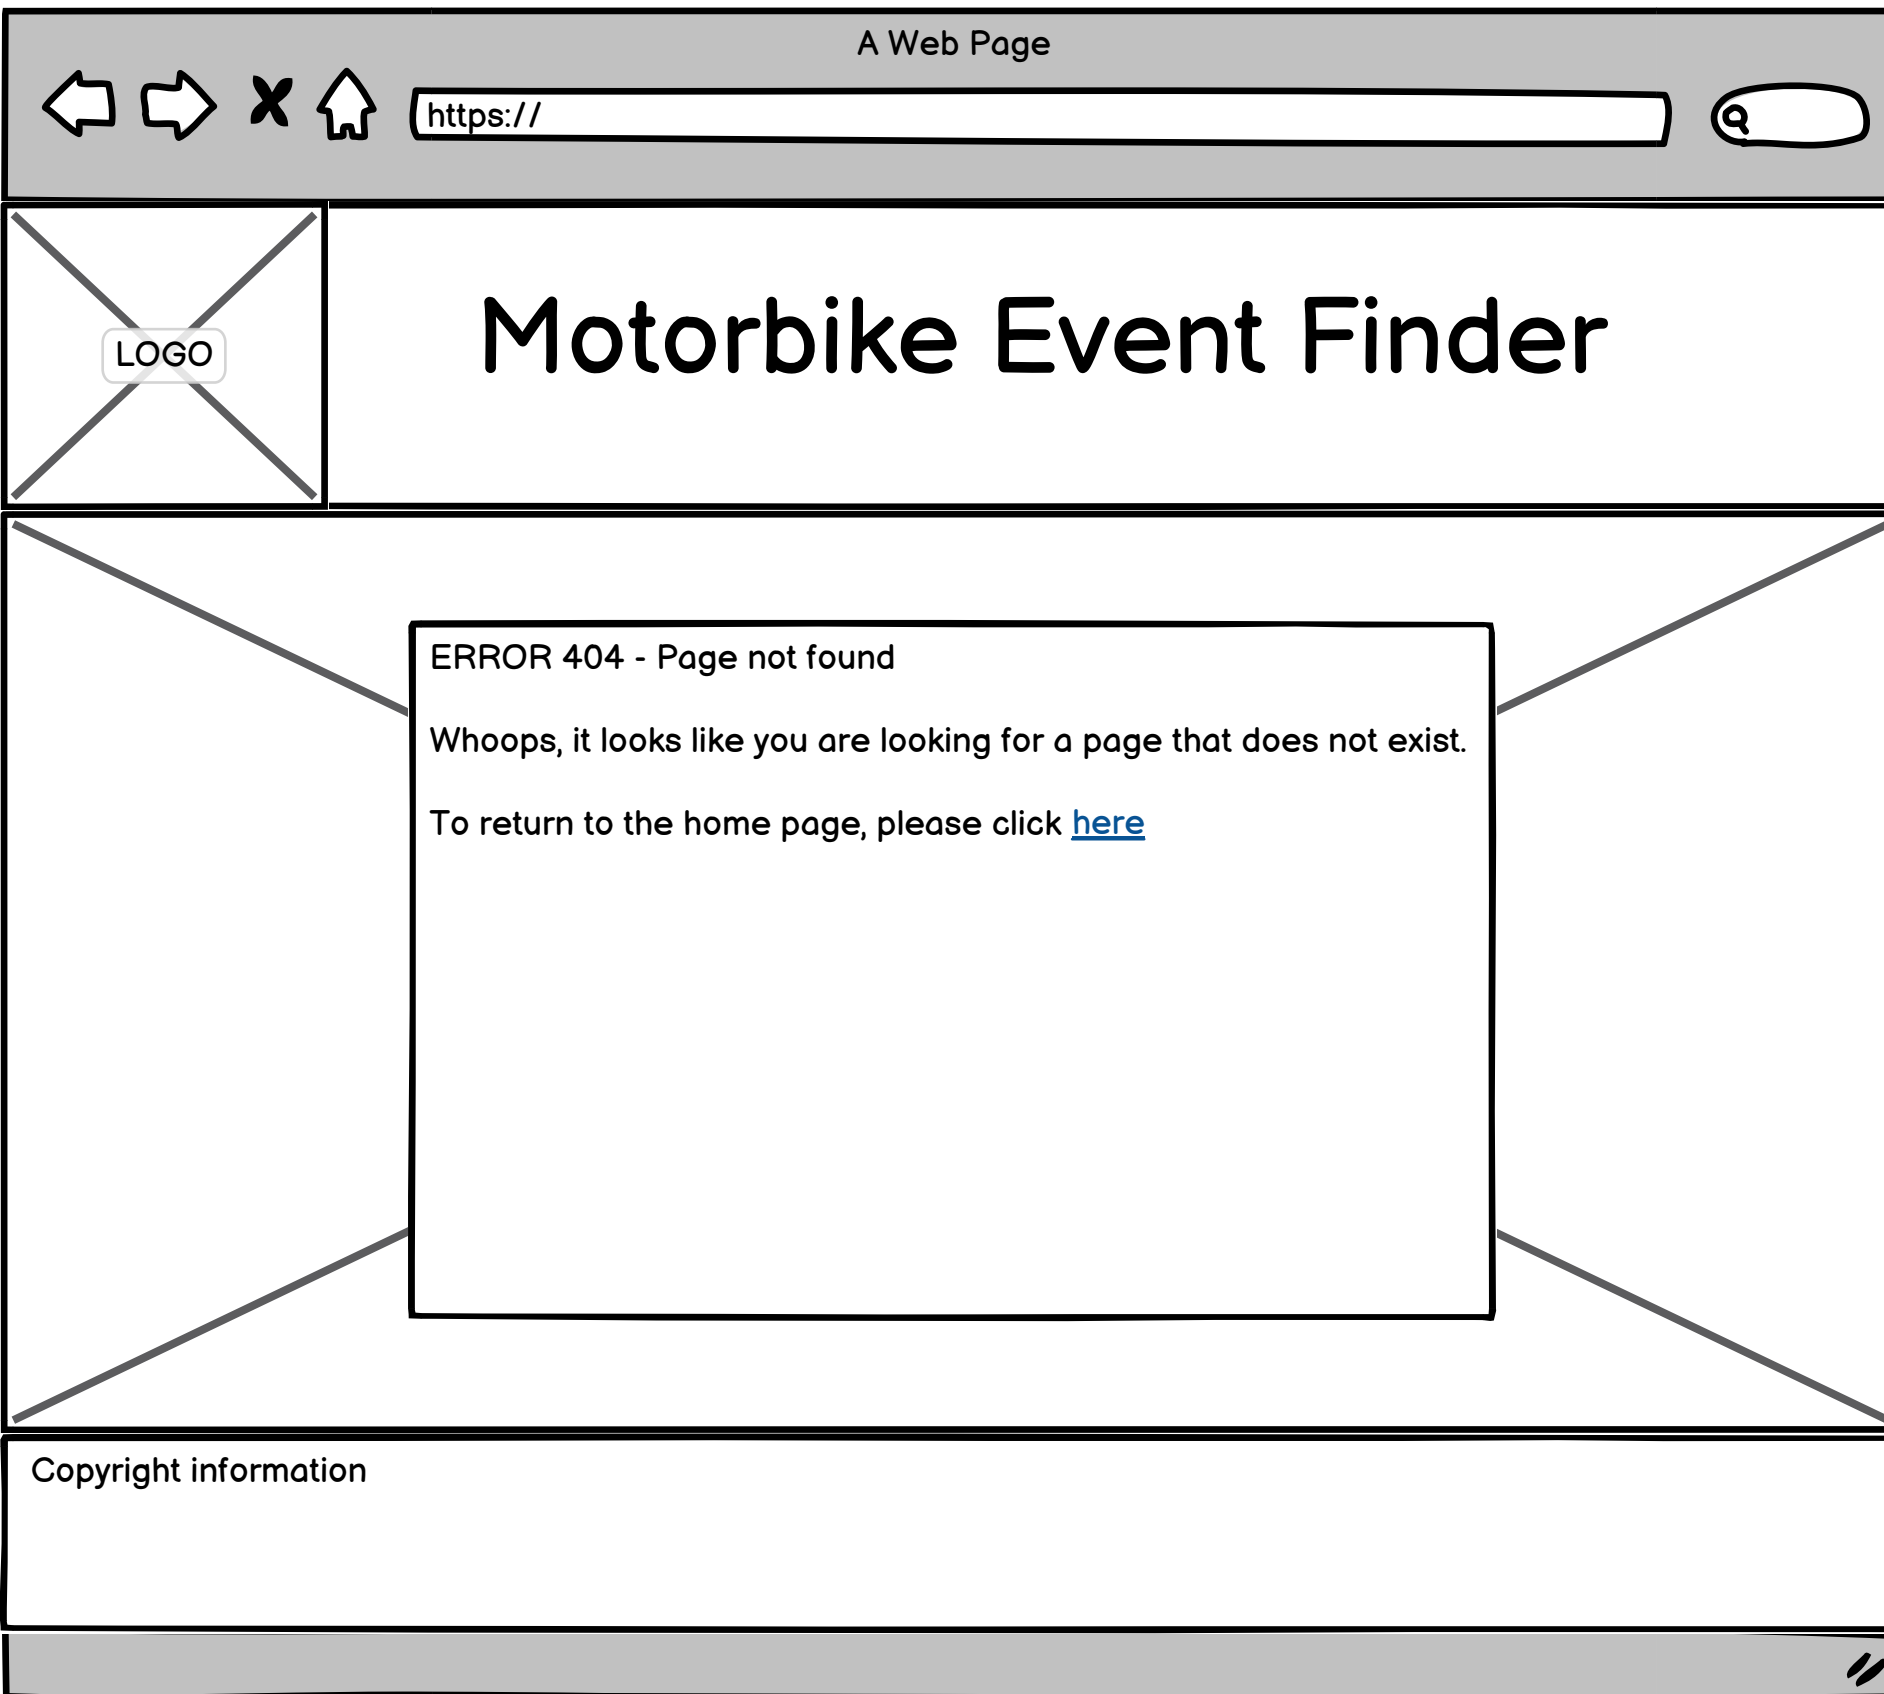 A Web Page
https://
LOGO
Motorbike Event Finder
ERROR 404 - Page not found
Whoops, it looks like you are looking for a page that does not exist.
To return to the home page, please click here
Copyright information